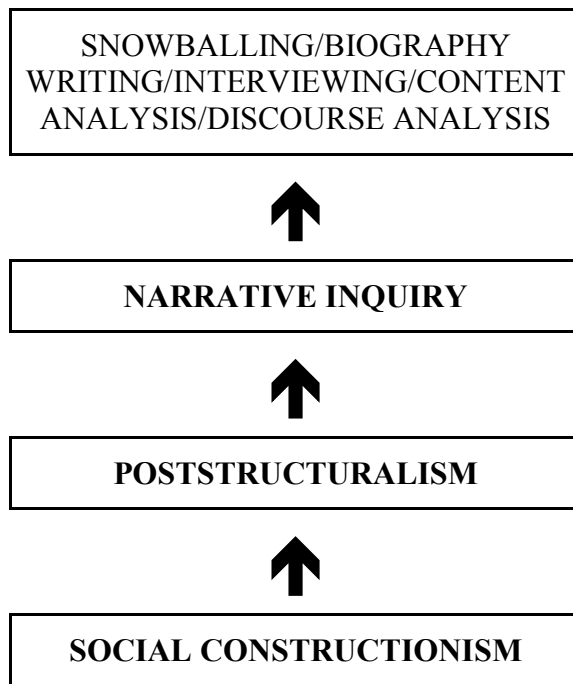 SNOWBALLING/BIOGRAPHY
WRITING/INTERVIEWING/CONTENT
ANALYSIS/DISCOURSE ANALYSIS
NARRATIVE INQUIRY
POSTSTRUCTURALISM
SOCIAL CONSTRUCTIONISM